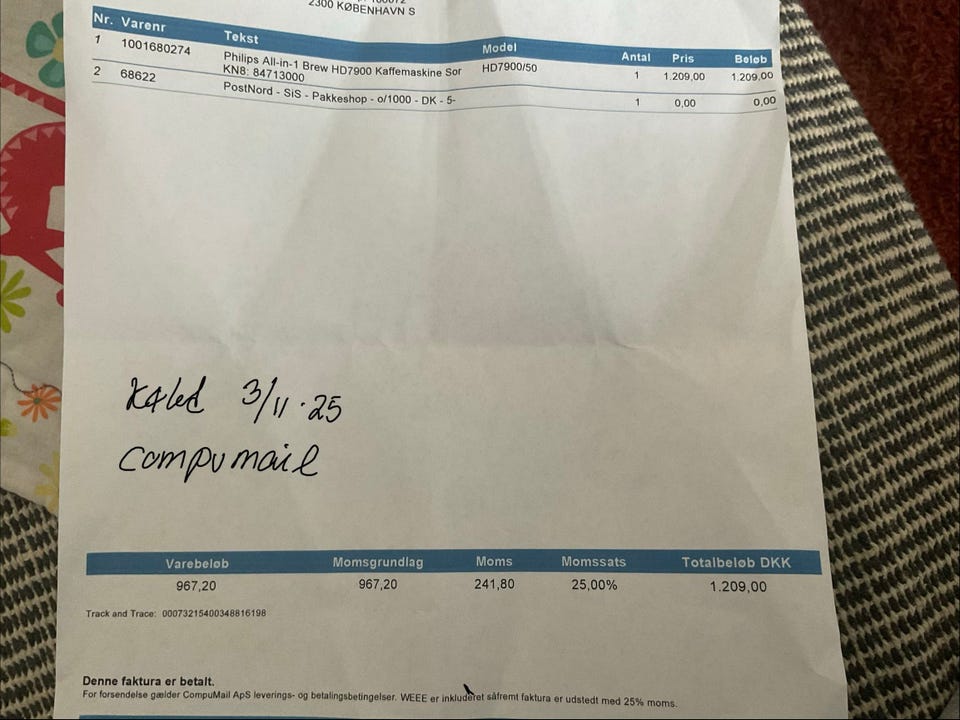 2300 KØBENHAVN S
Nr. Varenr Tekst Model Antal Pris Beløb
1 1001680274 Philips All-in-1 Brew HD7900 Kaffemaskine Sor HD7900/50 1 1.209,00 1.209,00
KN8: 84713000
2 68622 PostNord - SiS - Pakkeshop - o/1000 - DK - 5- 1 0,00 0,00
3/11.25
compumail
Varebeløb Momsgrundlag Moms Momssats Totalbeløb DKK
967,20 967,20 241,80 25,00% 1.209,00
Track and Trace: 00073215400348816198
Denne faktura er betalt.
For forsendelse gælder CompuMail ApS leverings- og betalingsbetingelser. WEEE er inkluderet såfremt faktura er udstedt med 25% moms.